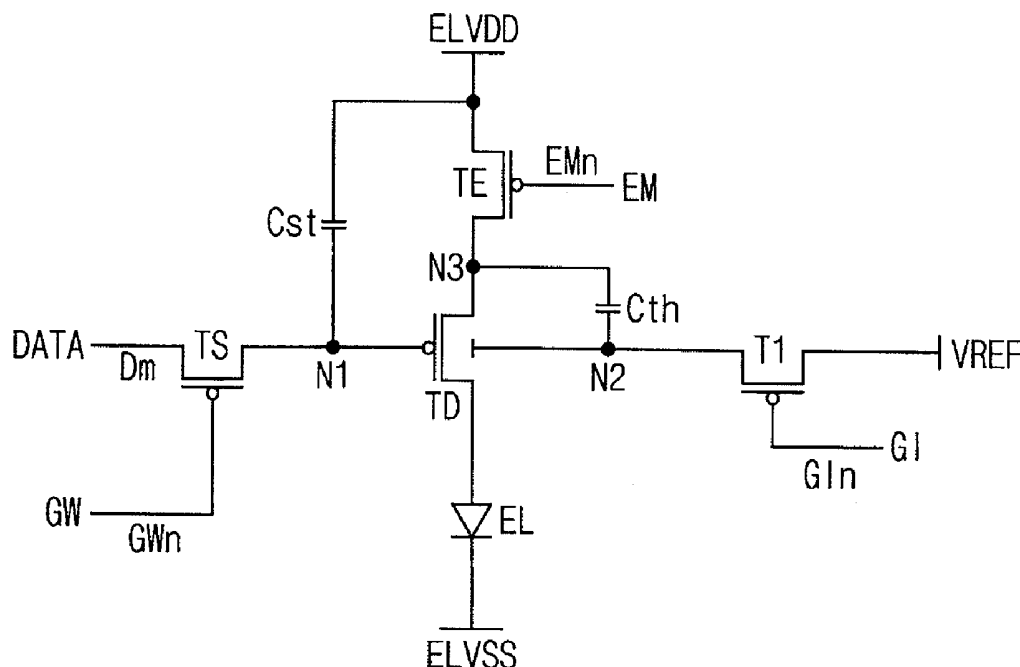 ELVDD
EMn
TE
EM
Cst
N3
Cth
DATA
TS
T1
VREF
Dm
N1
N2
TD
GI
GIn
GW
GWn
EL
ELVSS